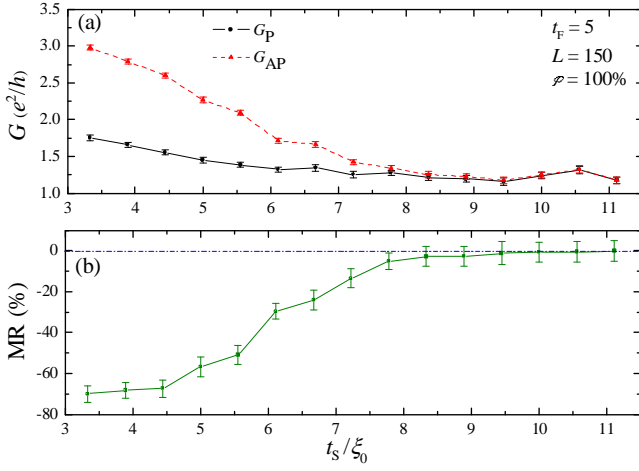 (a)
G_P
G_AP
t_F = 5
L = 150
𝒫 = 100%
G (e²/h)
3.0
2.5
2.0
1.5
1.0
3 4 5 6 7 8 9 10 11
(b)
MR (%)
0
-20
-40
-60
-80
3 4 5 6 7 8 9 10 11
t_S/ξ_0